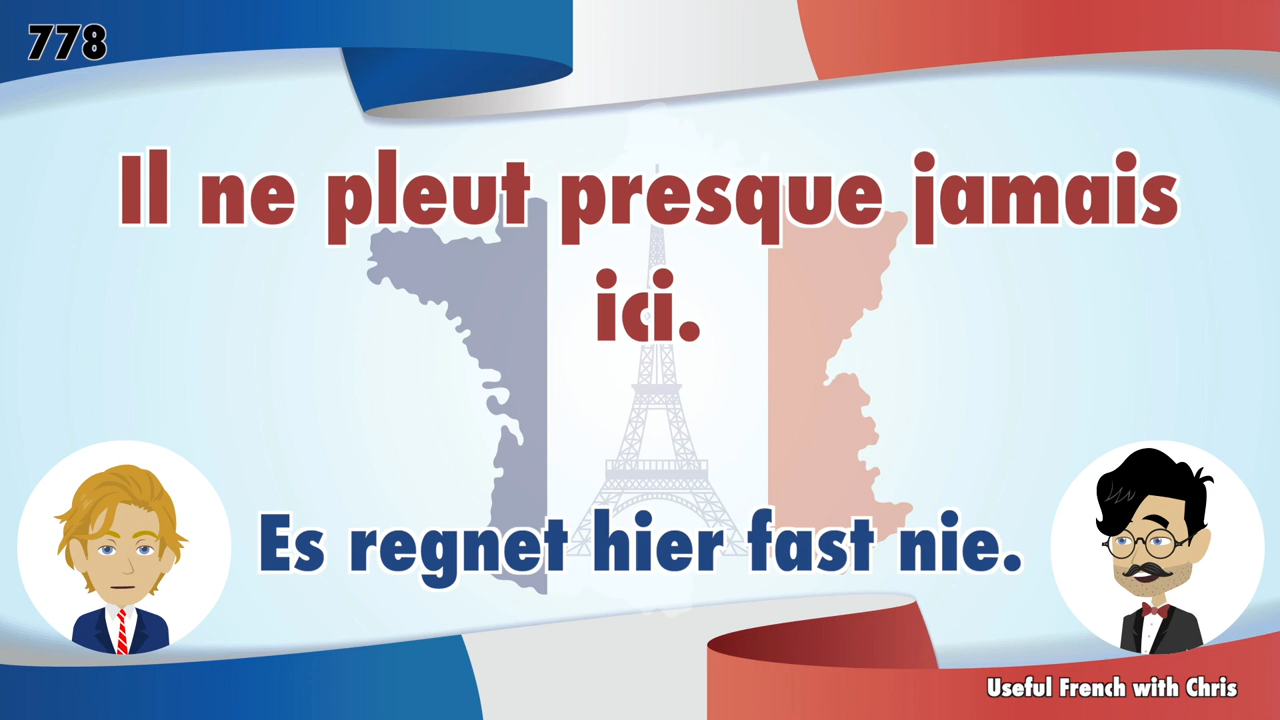 778
Il ne pleut presque jamais
ici.
Es regnet hier fast nie.
Useful French with Chris